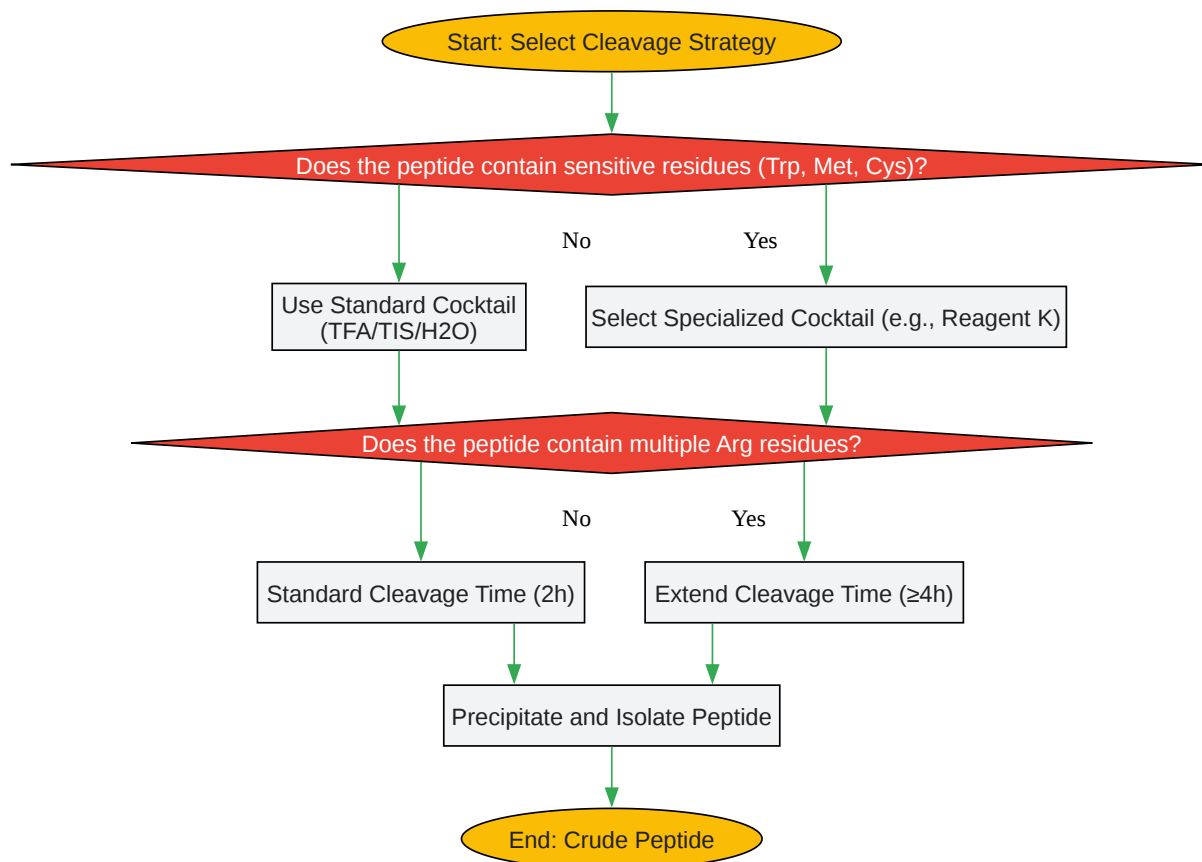 Start: Select Cleavage Strategy
Does the peptide contain sensitive residues (Trp, Met, Cys)?
No
Yes
Use Standard Cocktail
(TFA/TIS/H2O)
Select Specialized Cocktail (e.g., Reagent K)
Does the peptide contain multiple Arg residues?
No
Yes
Standard Cleavage Time (2h)
Extend Cleavage Time (≥4h)
Precipitate and Isolate Peptide
End: Crude Peptide